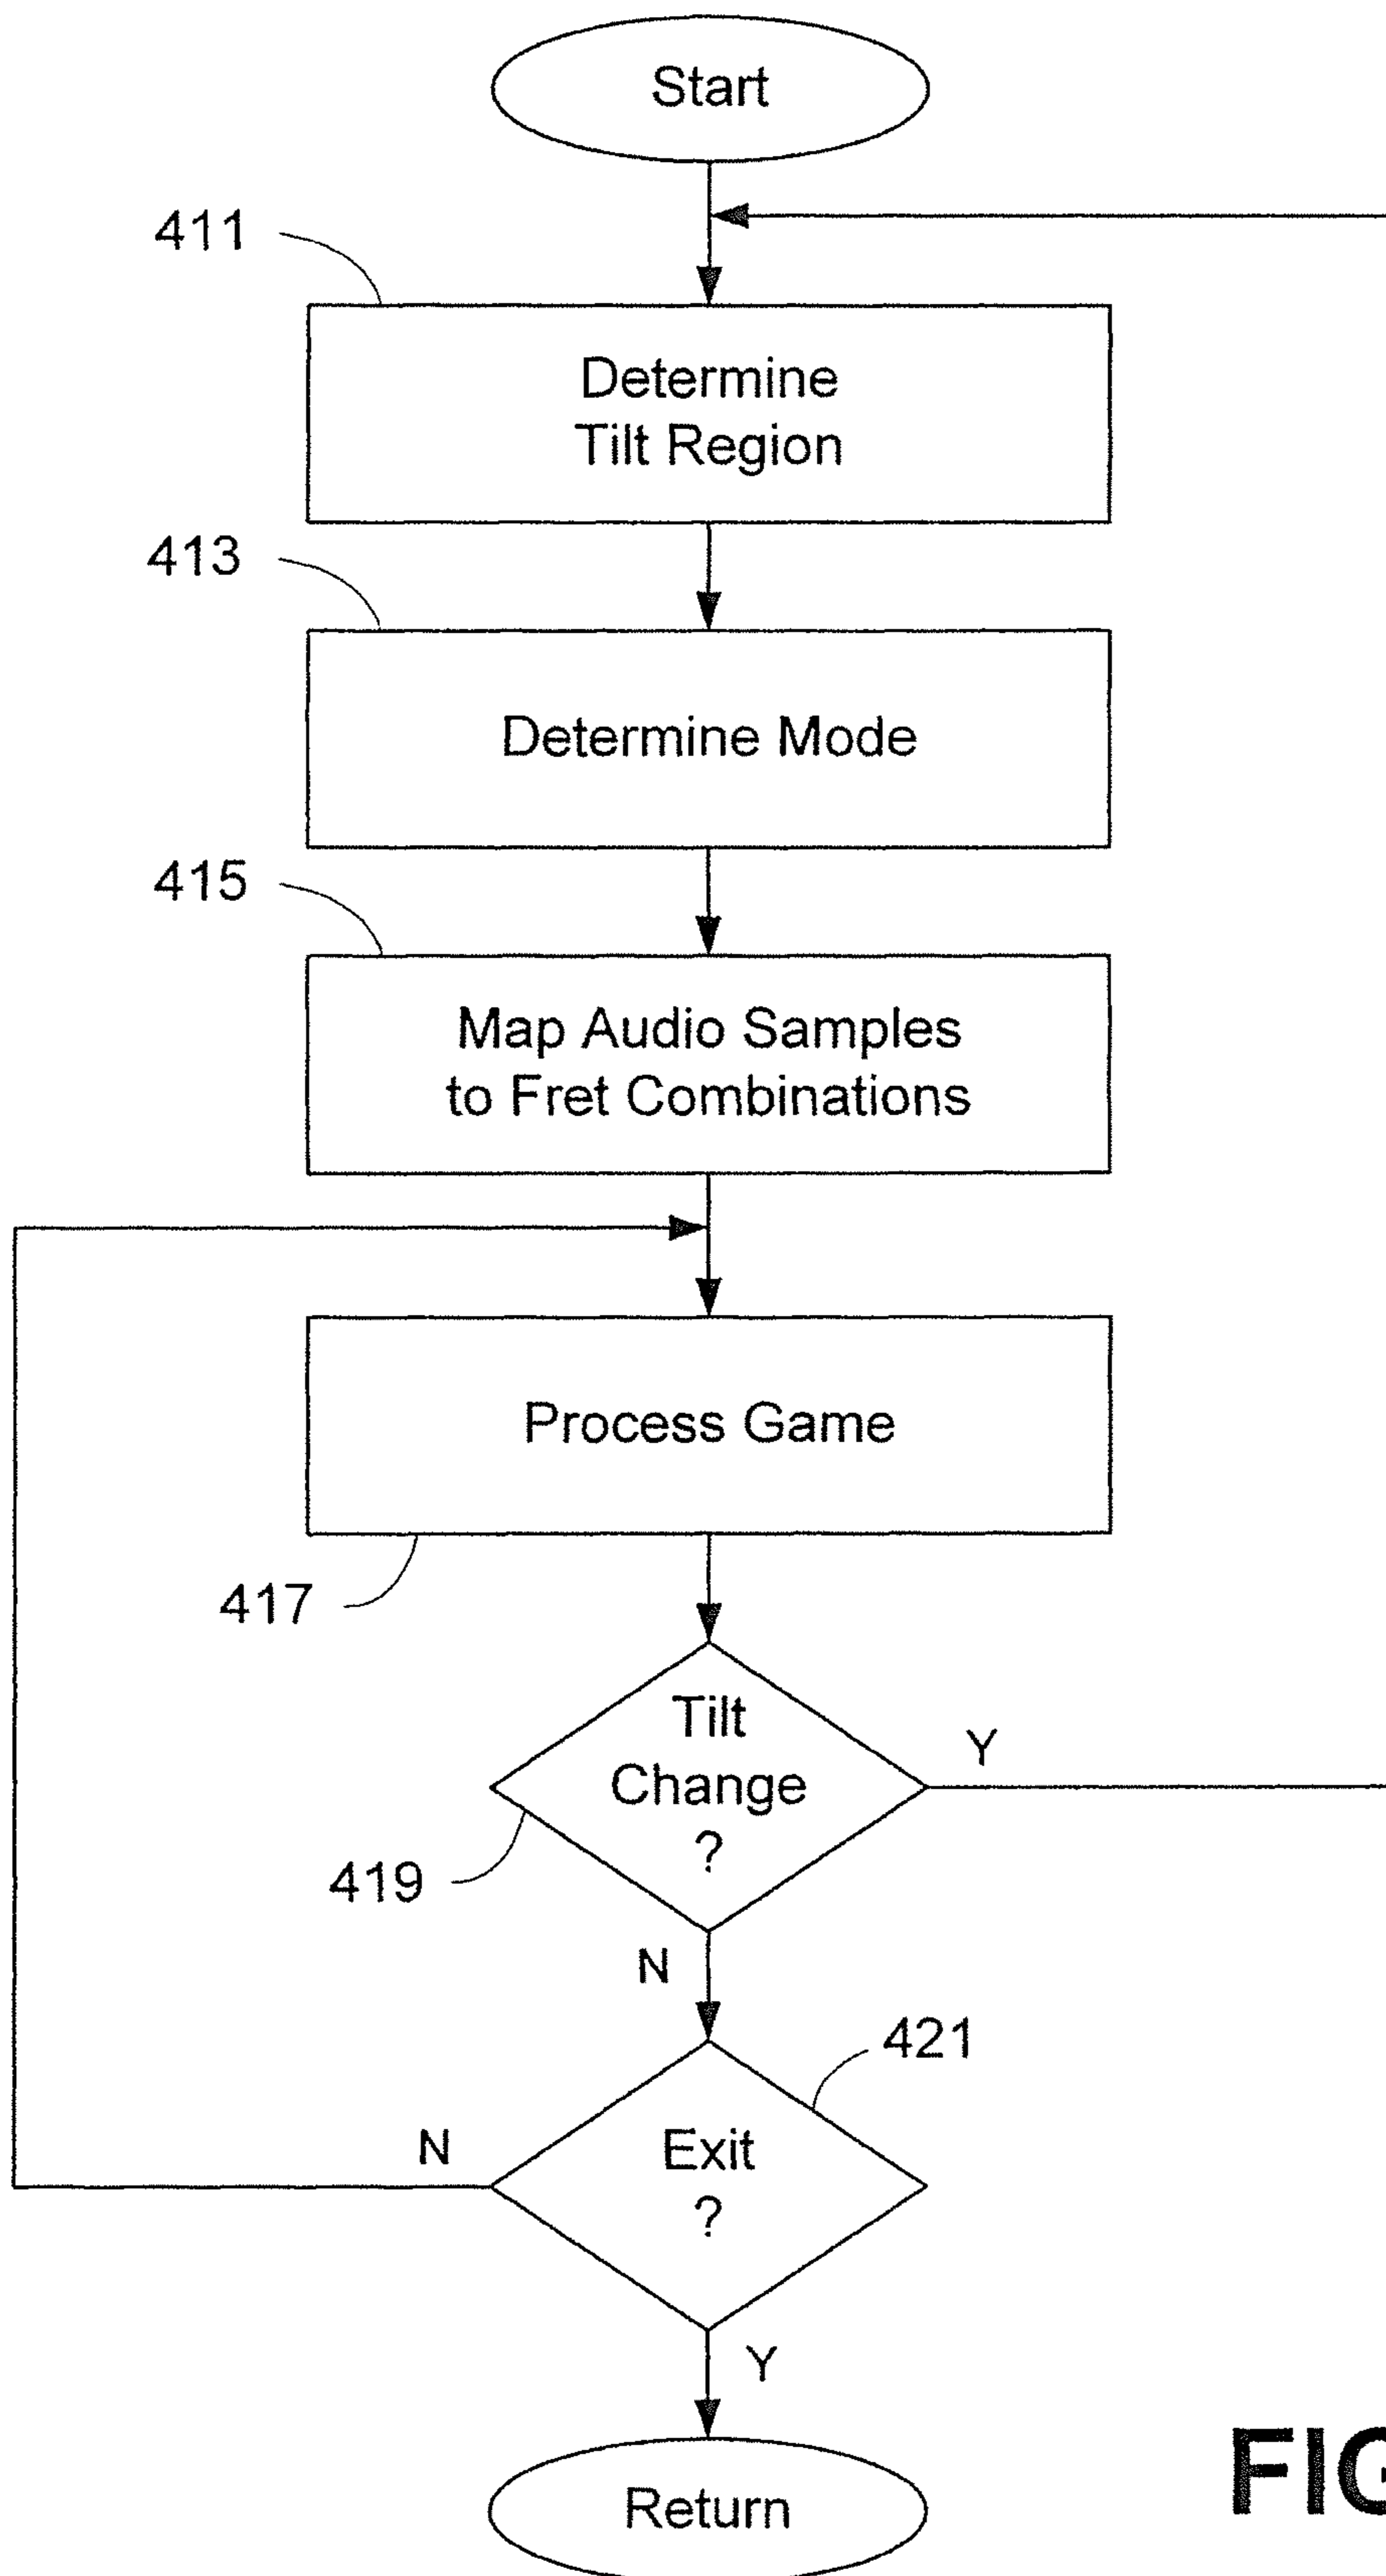 Start
411
Determine
Tilt Region
413
Determine Mode
415
Map Audio Samples
to Fret Combinations
Process Game
417
Tilt
Change
?
Y
419
N
421
Exit
?
N
Y
Return
FIG